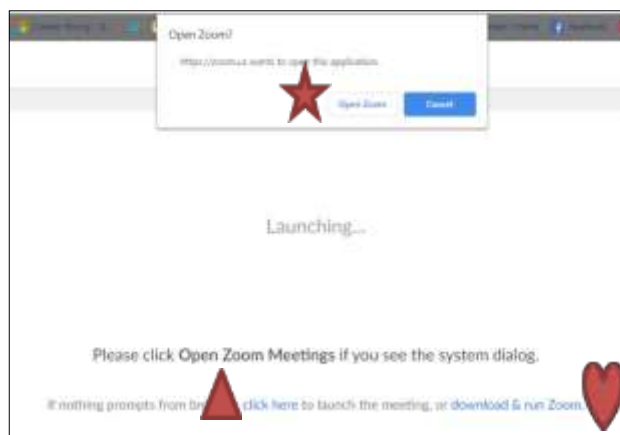 Open Zoom?
https://zoom.us wants to open this application.
Open Zoom Cancel
Launching...
Please click Open Zoom Meetings if you see the system dialog.
If nothing prompts from click here to launch the meeting, or download & run Zoom.